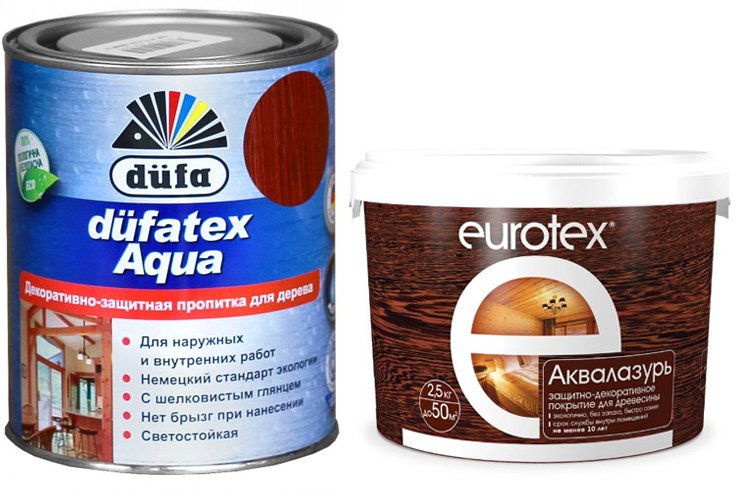 düfa
düfatex
Aqua
Декоративно-защитная пропитка для дерева
Для наружных
и внутренних работ
Немецкий стандарт экологии
С шелковистым глянцем
Нет брызг при нанесении
Светостойкая
100%
ECO
eurotex®
e
Аквалазурь
защитно-декоративное
покрытие для древесины
экологично, без запаха, быстро сохнет
срок службы внутри помещений
не менее 10 лет
2,5 кг
до 50 м²